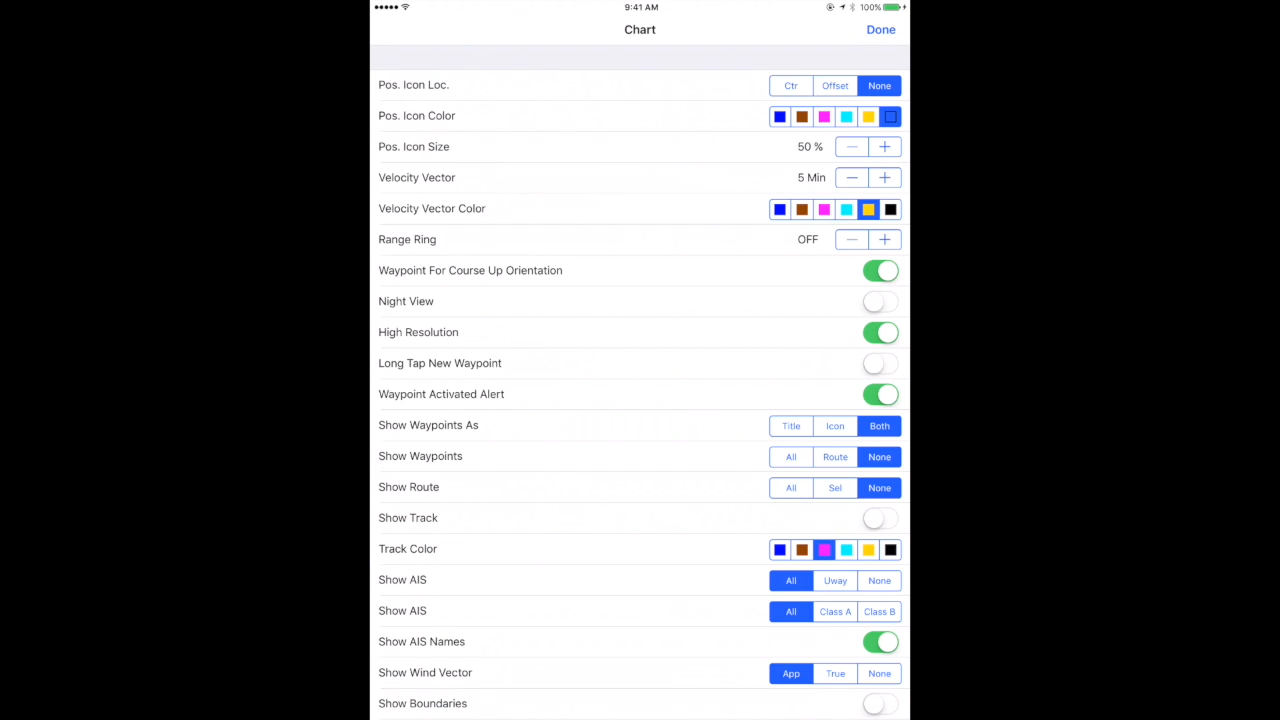 9:41 AM 100%
Chart Done
Pos. Icon Loc. Ctr Offset None
Pos. Icon Color
Pos. Icon Size 50 % — +
Velocity Vector 5 Min — +
Velocity Vector Color
Range Ring OFF — +
Waypoint For Course Up Orientation
Night View
High Resolution
Long Tap New Waypoint
Waypoint Activated Alert
Show Waypoints As Title Icon Both
Show Waypoints All Route None
Show Route All Sel None
Show Track
Track Color
Show AIS All Uway None
Show AIS All Class A Class B
Show AIS Names
Show Wind Vector App True None
Show Boundaries